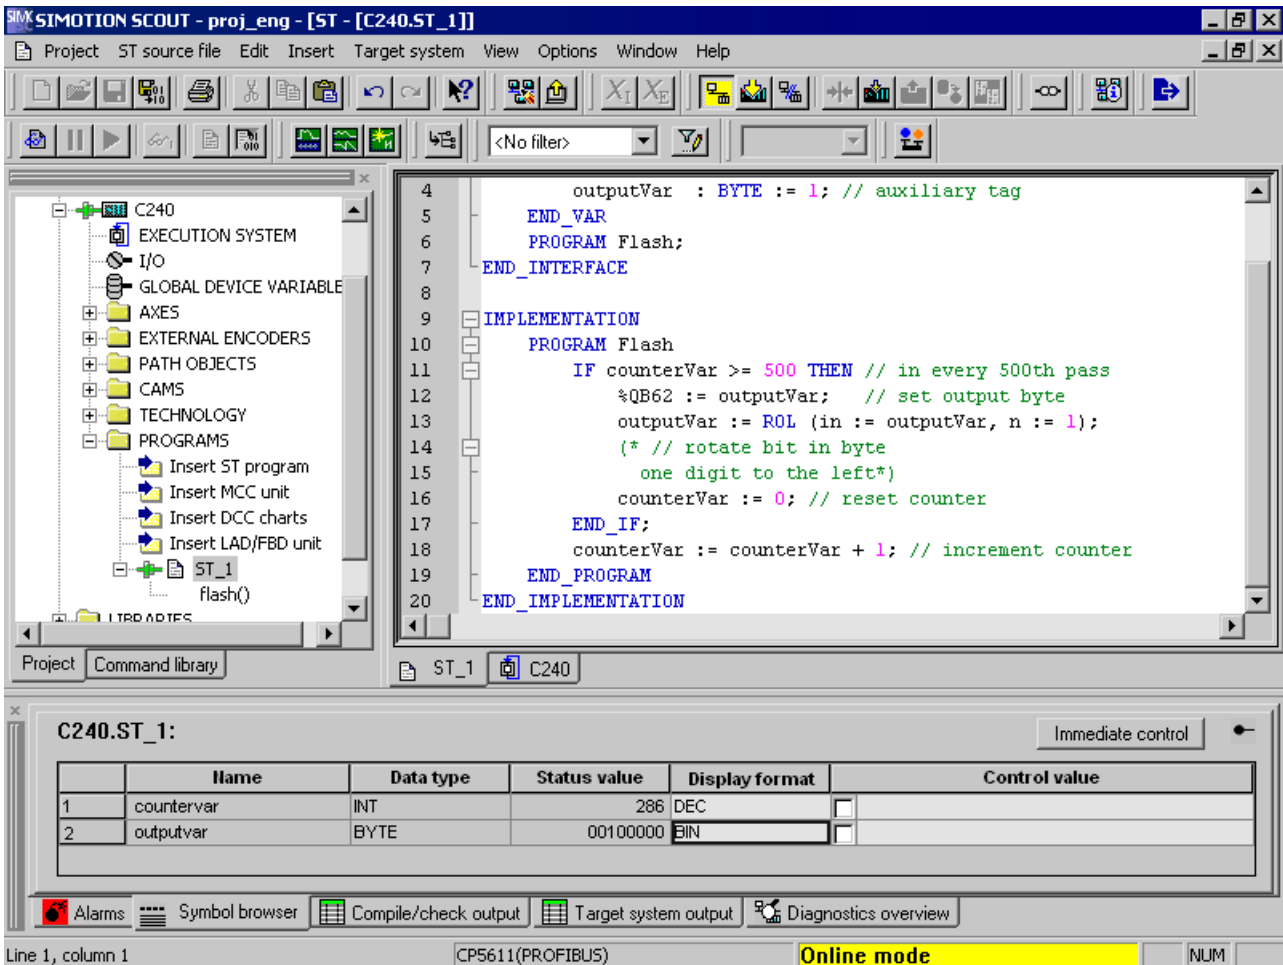 SIMOTION SCOUT - proj_eng - [ST - [C240.ST_1]]
Project ST source file Edit Insert Target system View Options Window Help
<No filter>
C240
EXECUTION SYSTEM
I/O
GLOBAL DEVICE VARIABLE
AXES
EXTERNAL ENCODERS
PATH OBJECTS
CAMS
TECHNOLOGY
PROGRAMS
Insert ST program
Insert MCC unit
Insert DCC charts
Insert LAD/FBD unit
ST_1
flash()
LIBRARIES
Project Command library
4 outputVar : BYTE := 1; // auxiliary tag
5 END_VAR
6 PROGRAM Flash;
7 END_INTERFACE
8
9 IMPLEMENTATION
10 PROGRAM Flash
11 IF counterVar >= 500 THEN // in every 500th pass
12 %QB62 := outputVar; // set output byte
13 outputVar := ROL (in := outputVar, n := 1);
14 (* // rotate bit in byte
15 one digit to the left*)
16 counterVar := 0; // reset counter
17 END_IF;
18 counterVar := counterVar + 1; // increment counter
19 END_PROGRAM
20 END_IMPLEMENTATION
ST_1 C240
C240.ST_1:
Immediate control
Name Data type Status value Display format Control value
1 countervar INT 286 DEC
2 outputvar BYTE 00100000 BIN
Alarms Symbol browser Compile/check output Target system output Diagnostics overview
Line 1, column 1 CP5611(PROFIBUS) Online mode NUM